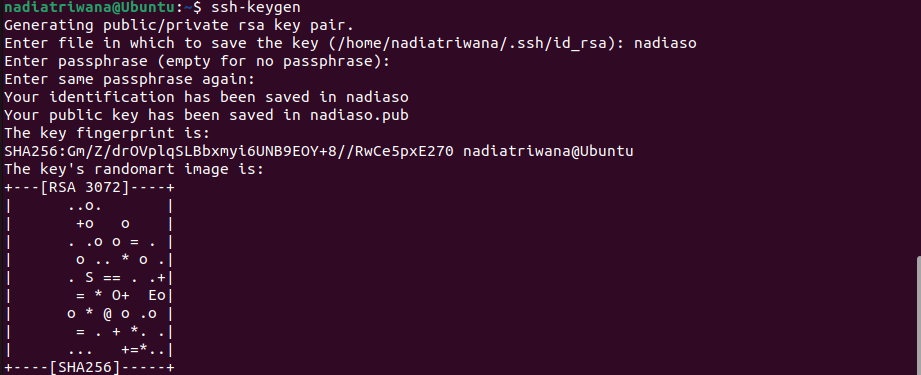 nadiatriwana@Ubuntu:~$ ssh-keygen
Generating public/private rsa key pair.
Enter file in which to save the key (/home/nadiatriwana/.ssh/id_rsa): nadiaso
Enter passphrase (empty for no passphrase):
Enter same passphrase again:
Your identification has been saved in nadiaso
Your public key has been saved in nadiaso.pub
The key fingerprint is:
SHA256:Gm/Z/drOVplqSLBbxmyi6UNB9EOY+8//RwCe5pxE270 nadiatriwana@Ubuntu
The key's randomart image is:
+---[RSA 3072]----+
|      ..o.       |
|       +o   o    |
|      . .o o = . |
|       o .. * o .|
|      . S == . .+|
|       = * O+  Eo|
|      o * @ o .o |
|       = . + *. .|
|      ...   +=*..|
+----[SHA256]-----+